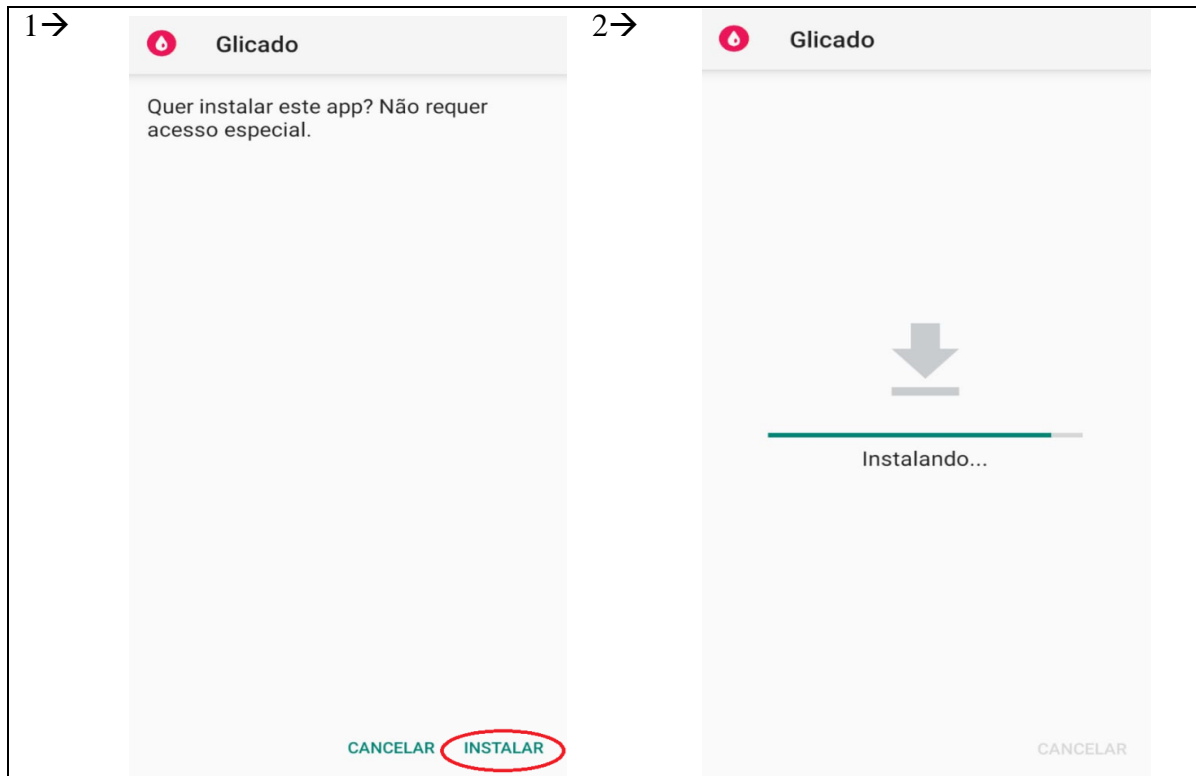 1→
Glicado
Quer instalar este app? Não requer
acesso especial.
CANCELAR INSTALAR
2→
Glicado
Instalando...
CANCELAR